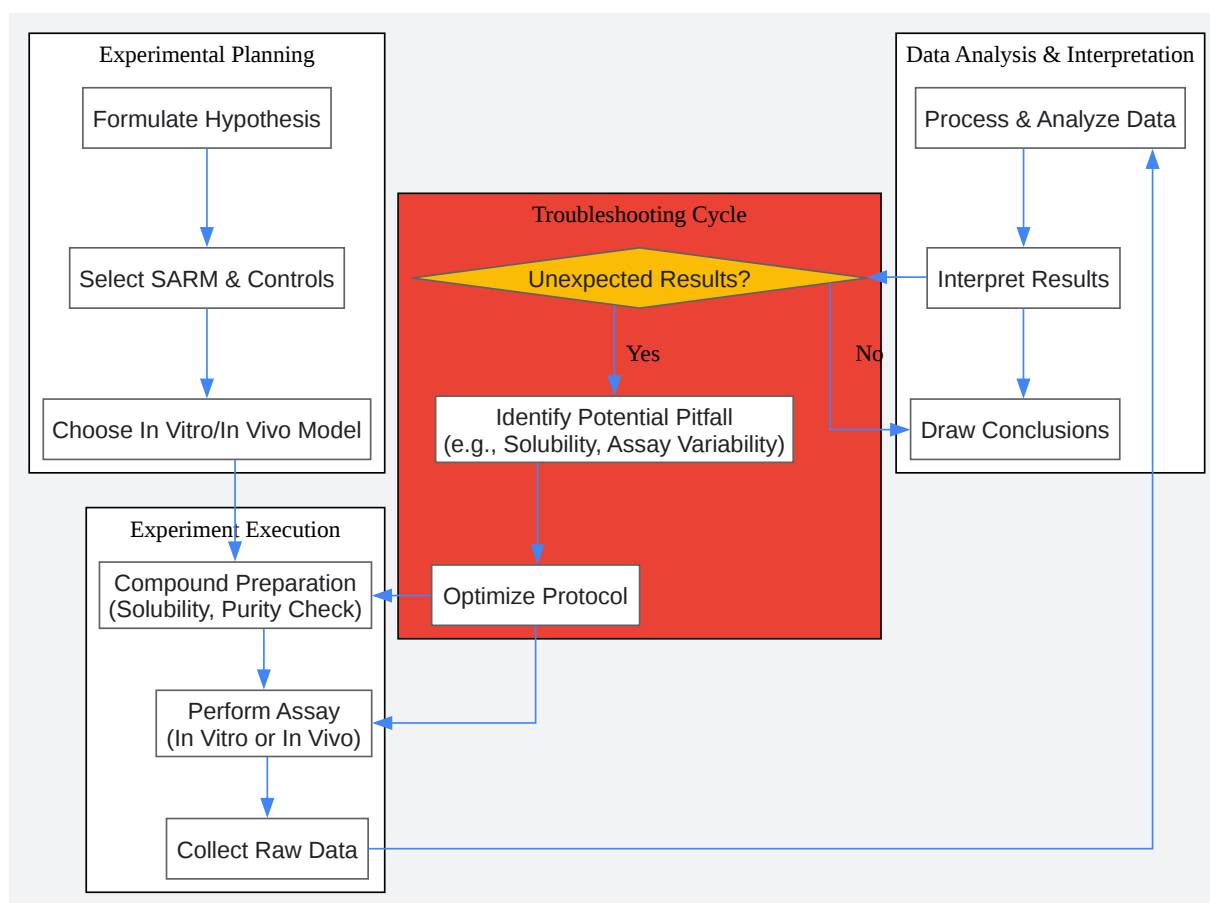 Experimental Planning
Formulate Hypothesis
Select SARM & Controls
Choose In Vitro/In Vivo Model
Experiment Execution
Compound Preparation
(Solubility, Purity Check)
Perform Assay
(In Vitro or In Vivo)
Collect Raw Data
Troubleshooting Cycle
Unexpected Results?
Yes
No
Identify Potential Pitfall
(e.g., Solubility, Assay Variability)
Optimize Protocol
Data Analysis & Interpretation
Process & Analyze Data
Interpret Results
Draw Conclusions